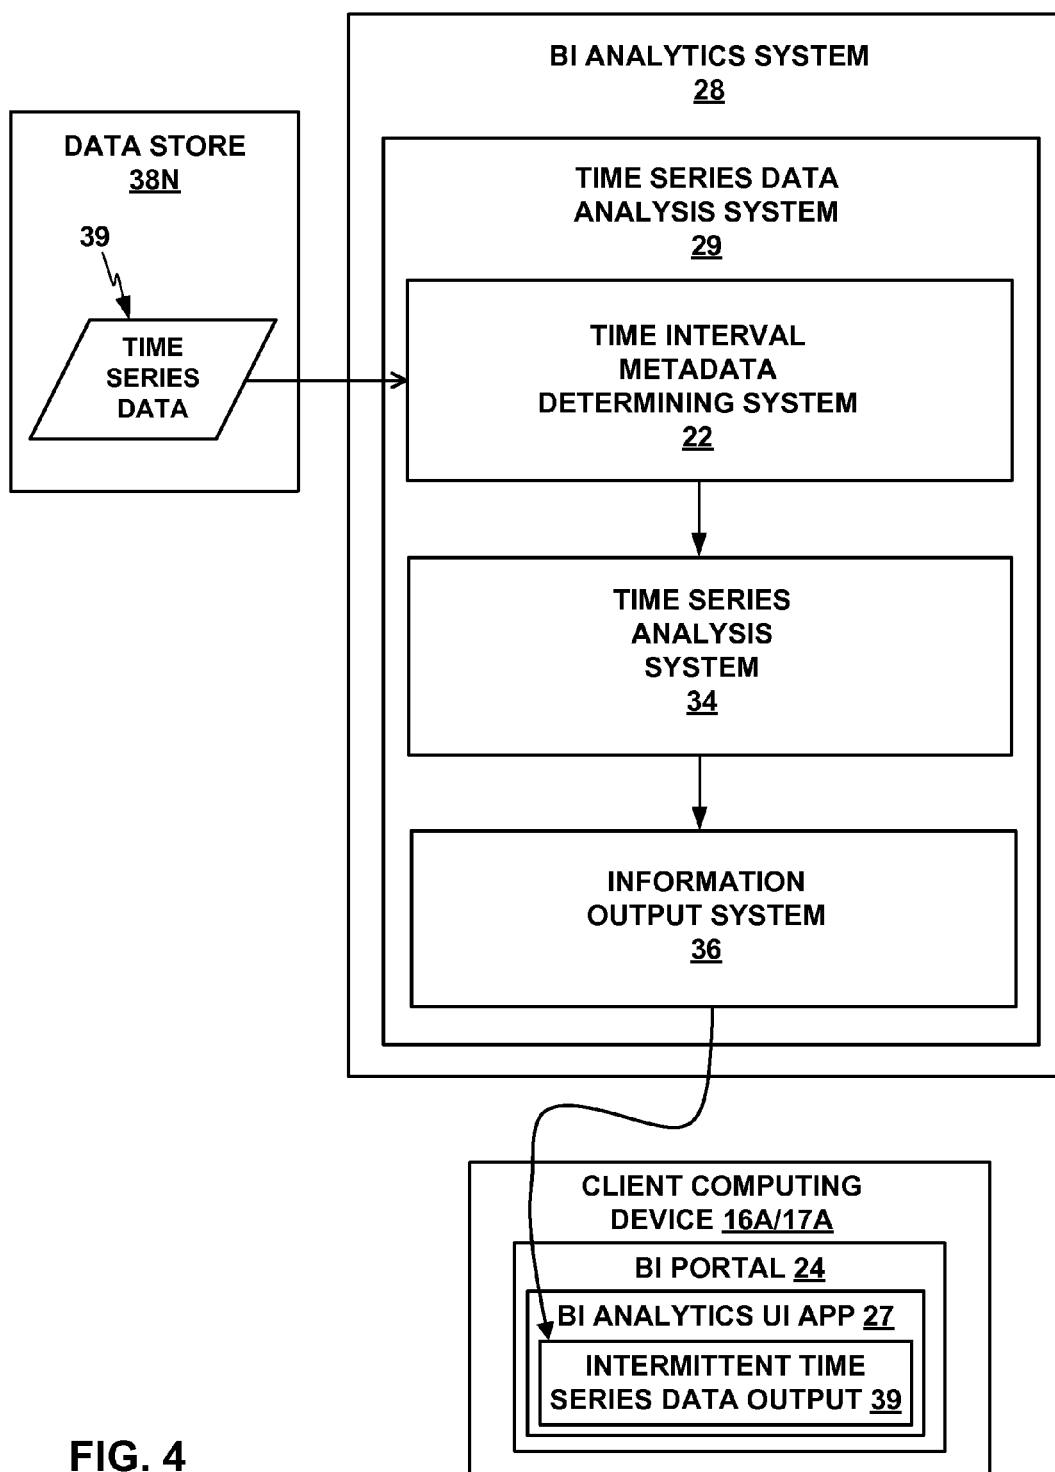 BI ANALYTICS SYSTEM
28
DATA STORE
38N
39
TIME
SERIES
DATA
TIME SERIES DATA
ANALYSIS SYSTEM
29
TIME INTERVAL
METADATA
DETERMINING SYSTEM
22
TIME SERIES
ANALYSIS
SYSTEM
34
INFORMATION
OUTPUT SYSTEM
36
CLIENT COMPUTING
DEVICE 16A/17A
BI PORTAL 24
BI ANALYTICS UI APP 27
INTERMITTENT TIME
SERIES DATA OUTPUT 39
FIG. 4